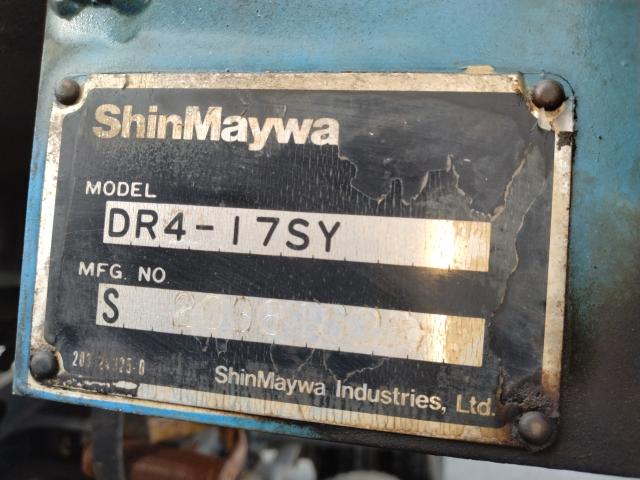 ShinMaywa
MODEL
DR4-17SY
MFG. NO
S
ShinMaywa Industries, Ltd.